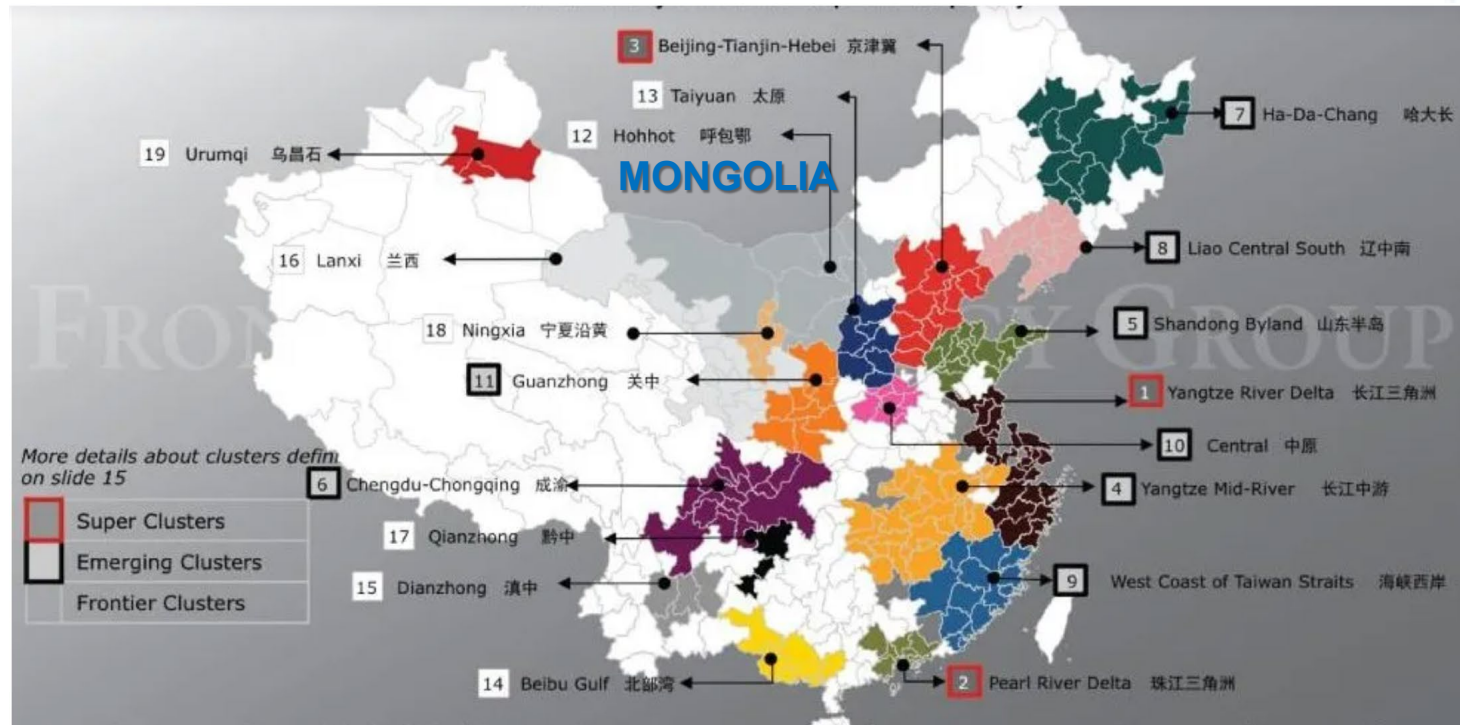 3 Beijing-Tianjin-Hebei 京津翼
13 Taiyuan 太原
12 Hohhot 呼包鄂
7 Ha-Da-Chang 哈大长
19 Urumqi 乌昌石
MONGOLIA
16 Lanxi 兰西
8 Liao Central South 辽中南
18 Ningxia 宁夏沿黄
5 Shandong Byland 山东半岛
GROUP
11 Guanzhong 关中
1 Yangtze River Delta 长江三角洲
10 Central 中原
More details about clusters defin
on slide 15
6 Chengdu-Chongqing 成渝
4 Yangtze Mid-River 长江中游
Super Clusters
17 Qianzhong 黔中
Emerging Clusters
15 Dianzhong 滇中
9 West Coast of Taiwan Straits 海峡西岸
Frontier Clusters
14 Beibu Gulf 北部湾
2 Pearl River Delta 珠江三角洲